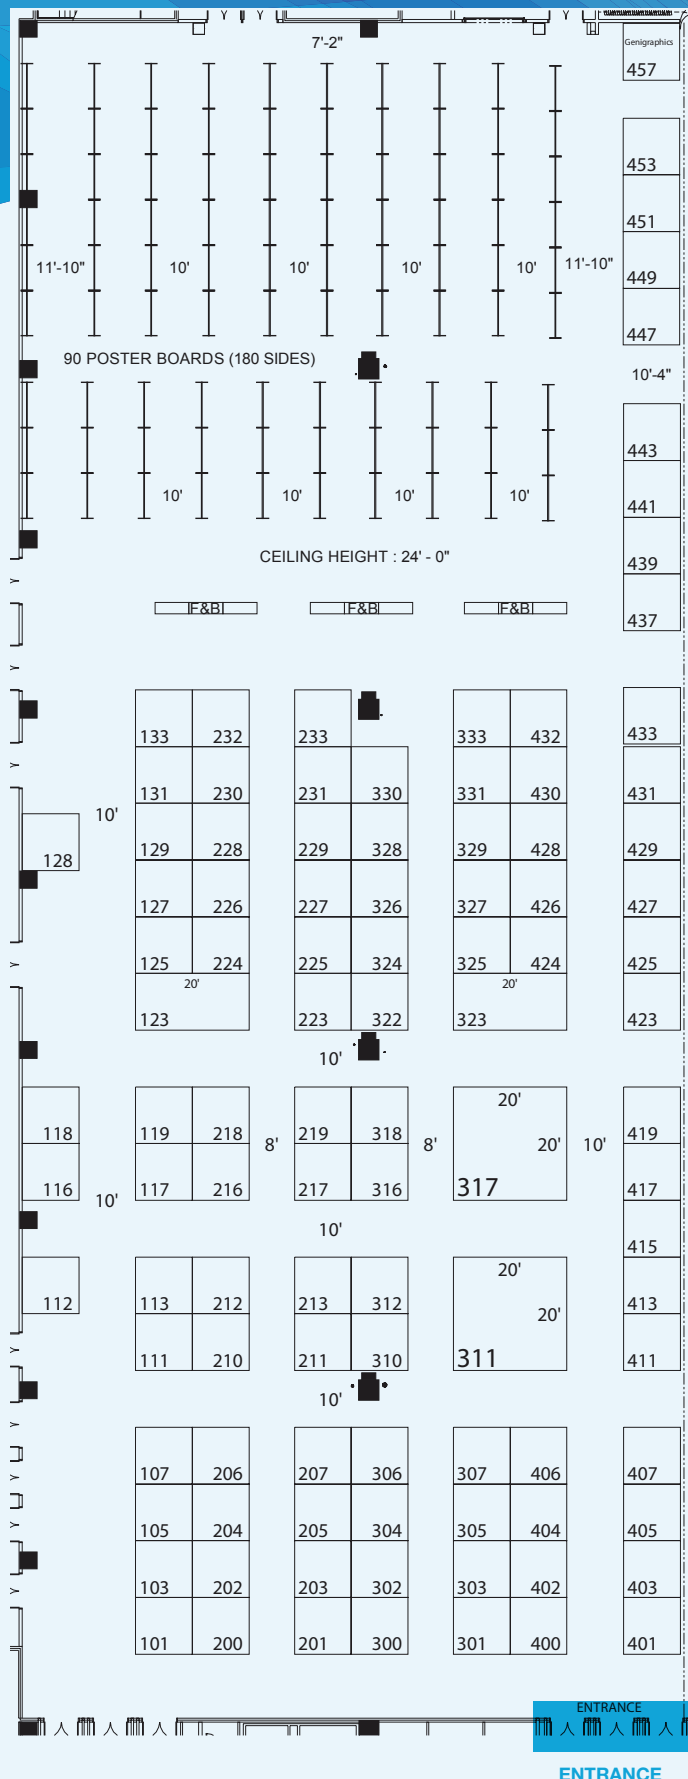 7'-2"
Genigraphics
457
453
451
11'-10" 10' 10' 10' 10' 11'-10"
449
447
90 POSTER BOARDS (180 SIDES)
10'-4"
443
10' 10' 10' 10'
441
CEILING HEIGHT : 24' - 0"
439
F&B F&B F&B
437
133 232 233 333 432 433
131 230 231 330 331 430 431
10'
128 129 228 229 328 329 428 429
127 226 227 326 327 426 427
125 224 225 324 325 424 425
20' 20'
123 223 322 323 423
10'
20'
118 119 218 219 318 419
8' 8' 20' 10'
116 117 216 217 316 317 417
10'
10'
415
20'
112 113 212 213 312 413
20'
111 210 211 310 311 411
10'
107 206 207 306 307 406 407
105 204 205 304 305 404 405
103 202 203 302 303 402 403
101 200 201 300 301 400 401
ENTRANCE
ENTRANCE